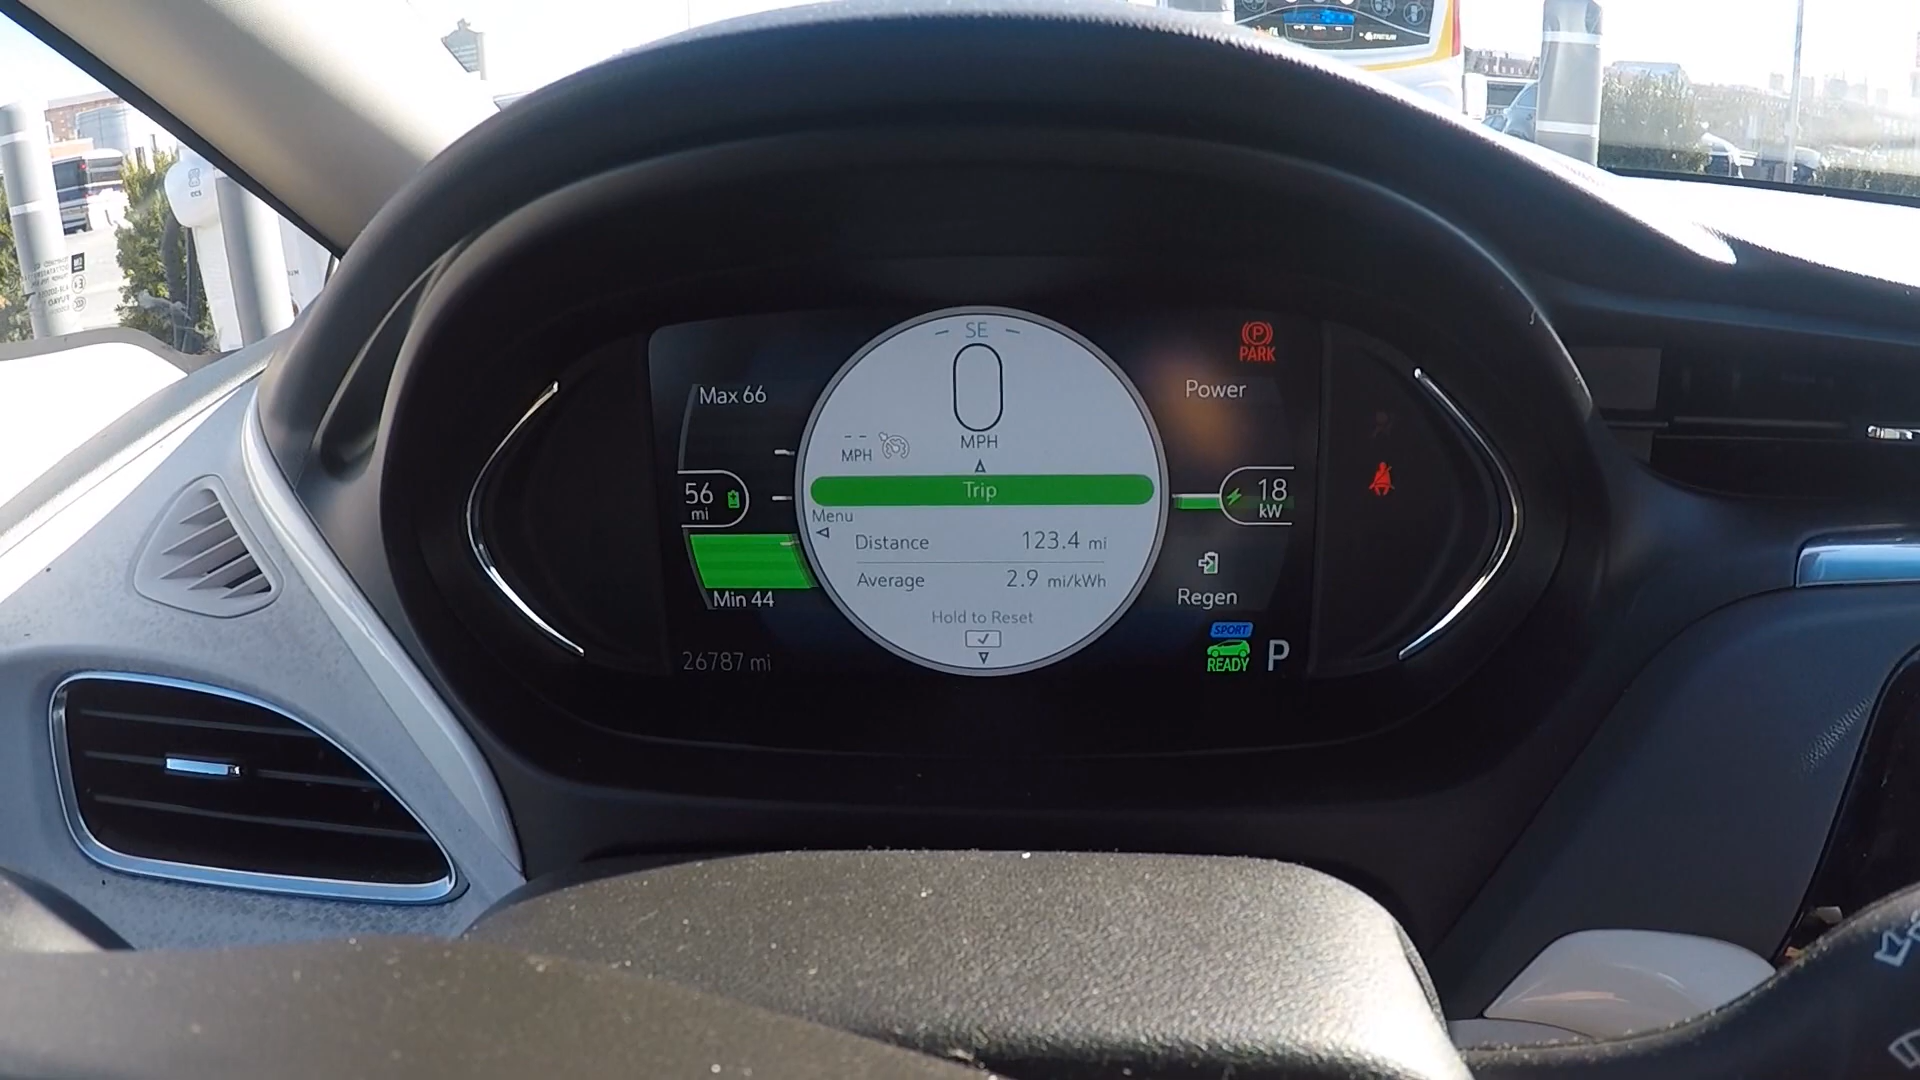 SE
0
MPH
-- MPH
Trip
Menu
Distance 123.4 mi
Average 2.9 mi/kWh
Hold to Reset
Max 66
56
mi
Min 44
26787 mi
PARK
Power
18
kW
Regen
SPORT
READY
P